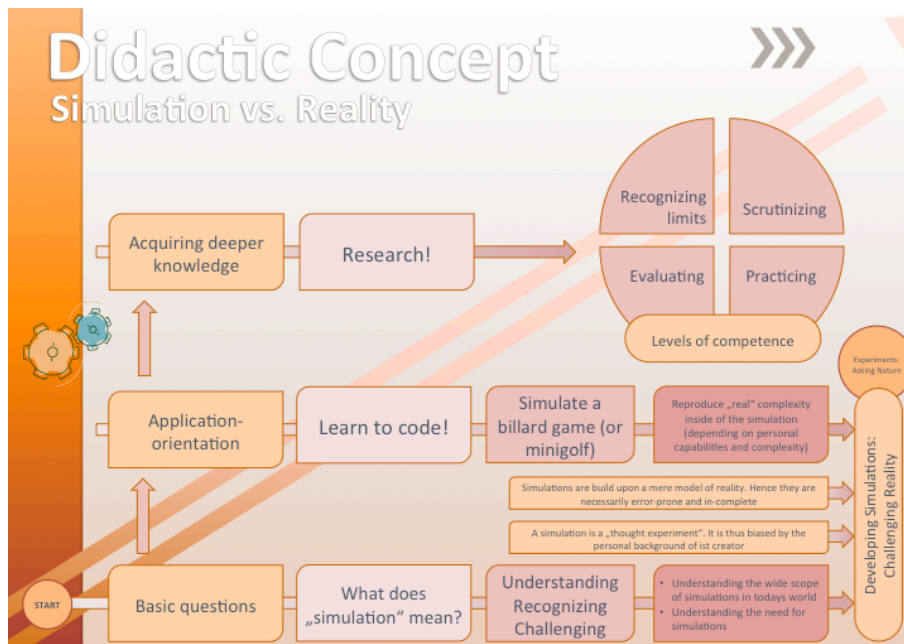 Didactic Concept
Simulation vs. Reality
Recognizing
limits
Scrutinizing
Evaluating
Practicing
Levels of competence
Acquiring deeper
knowledge
Research!
Experiments:
Asking Nature
Application-
orientation
Learn to code!
Simulate a
billard game (or
minigolf)
Reproduce „real“ complexity
inside of the simulation
(depending on personal
capabilities and complexity)
Simulations are build upon a mere model of reality. Hence they are
necessarily error-prone and in-complete
A simulation is a „thought experiment“. It is thus biased by the
personal background of ist creator
Developing Simulations:
Challenging Reality
START
Basic questions
What does
„simulation“ mean?
Understanding
Recognizing
Challenging
• Understanding the wide scope
of simulations in todays world
• Understanding the need for
simulations